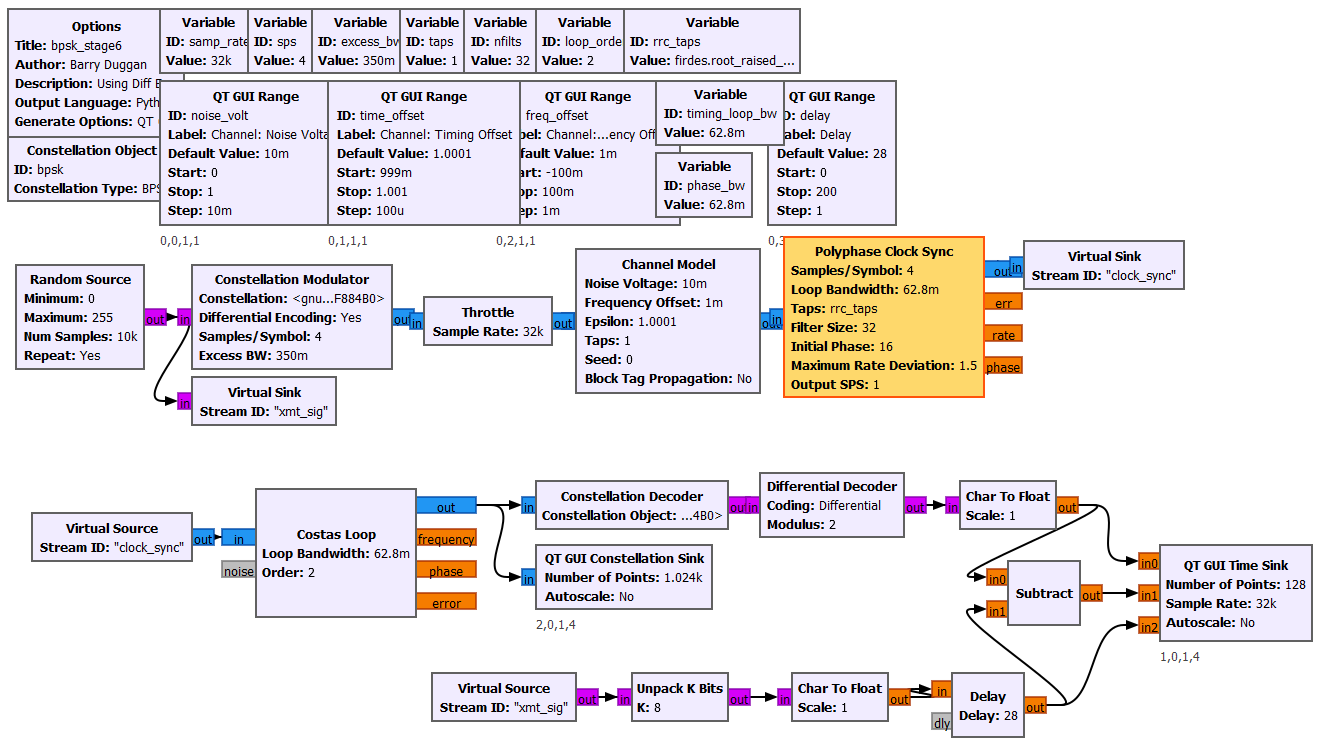 Options
Title: bpsk_stage6
Author: Barry Duggan
Description: Using Diff
Output Language:
Generate Options: QT
Variable
ID: samp_rate
Value: 32k
Variable
ID: sps
Value: 4
Variable
ID: excess_bw
Value: 350m
Variable
ID: taps
Value: 1
Variable
ID: nfilts
Value: 32
Variable
ID: loop_orde
Value: 2
Variable
ID: rrc_taps
Value: firdes.root_raised_...
Constellation Object
ID: bpsk
Constellation Type:
QT GUI Range
ID: noise_volt
Label: Channel: Noise Volta
Default Value: 10m
Start: 0
Stop: 1
Step: 10m
0,0,1,1
QT GUI Range
ID: time_offset
Label: Channel: Timing Offset
Default Value: 1.0001
Start: 999m
Stop: 1.001
Step: 100u
0,1,1,1
QT GUI Range
freq_offset
bel: Channel:...ency Off
fault Value: 1m
art: -100m
op: 100m
ep: 1m
0,2,1,1
Variable
ID: timing_loop_bw
Value: 62.8m
Variable
ID: phase_bw
Value: 62.8m
QT GUI Range
ID: delay
Label: Delay
Default Value: 28
Start: 0
Stop: 200
Step: 1
0,3
Random Source
Minimum: 0
Maximum: 255
Num Samples: 10k
Repeat: Yes
out
in
Constellation Modulator
Constellation: <gnu...F884B0>
Differential Encoding: Yes
Samples/Symbol: 4
Excess BW: 350m
out
in
Virtual Sink
Stream ID: "xmt_sig"
in
Throttle
Sample Rate: 32k
out
in
Channel Model
Noise Voltage: 10m
Frequency Offset: 1m
Epsilon: 1.0001
Taps: 1
Seed: 0
Block Tag Propagation: No
out
in
Polyphase Clock Sync
Samples/Symbol: 4
Loop Bandwidth: 62.8m
Taps: rrc_taps
Filter Size: 32
Initial Phase: 16
Maximum Rate Deviation: 1.5
Output SPS: 1
out
err
rate
phase
in
Virtual Sink
Stream ID: "clock_sync"
Virtual Source
Stream ID: "clock_sync"
out
in
noise
Costas Loop
Loop Bandwidth: 62.8m
Order: 2
out
frequency
phase
error
in
Constellation Decoder
Constellation Object: ...4B0>
out
in
QT GUI Constellation Sink
Number of Points: 1.024k
Autoscale: No
2,0,1,4
in
Differential Decoder
Coding: Differential
Modulus: 2
out
in
Char To Float
Scale: 1
out
in0
in1
Subtract
out
in0
in1
in2
QT GUI Time Sink
Number of Points: 128
Sample Rate: 32k
Autoscale: No
1,0,1,4
Virtual Source
Stream ID: "xmt_sig"
out
in
Unpack K Bits
K: 8
out
in
Char To Float
Scale: 1
out
in
dly
Delay
Delay: 28
out